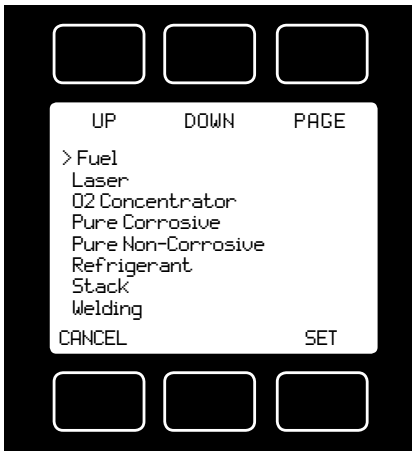 UP DOWN PAGE
>Fuel
Laser
O2 Concentrator
Pure Corrosive
Pure Non-Corrosive
Refrigerant
Stack
Welding
CANCEL SET